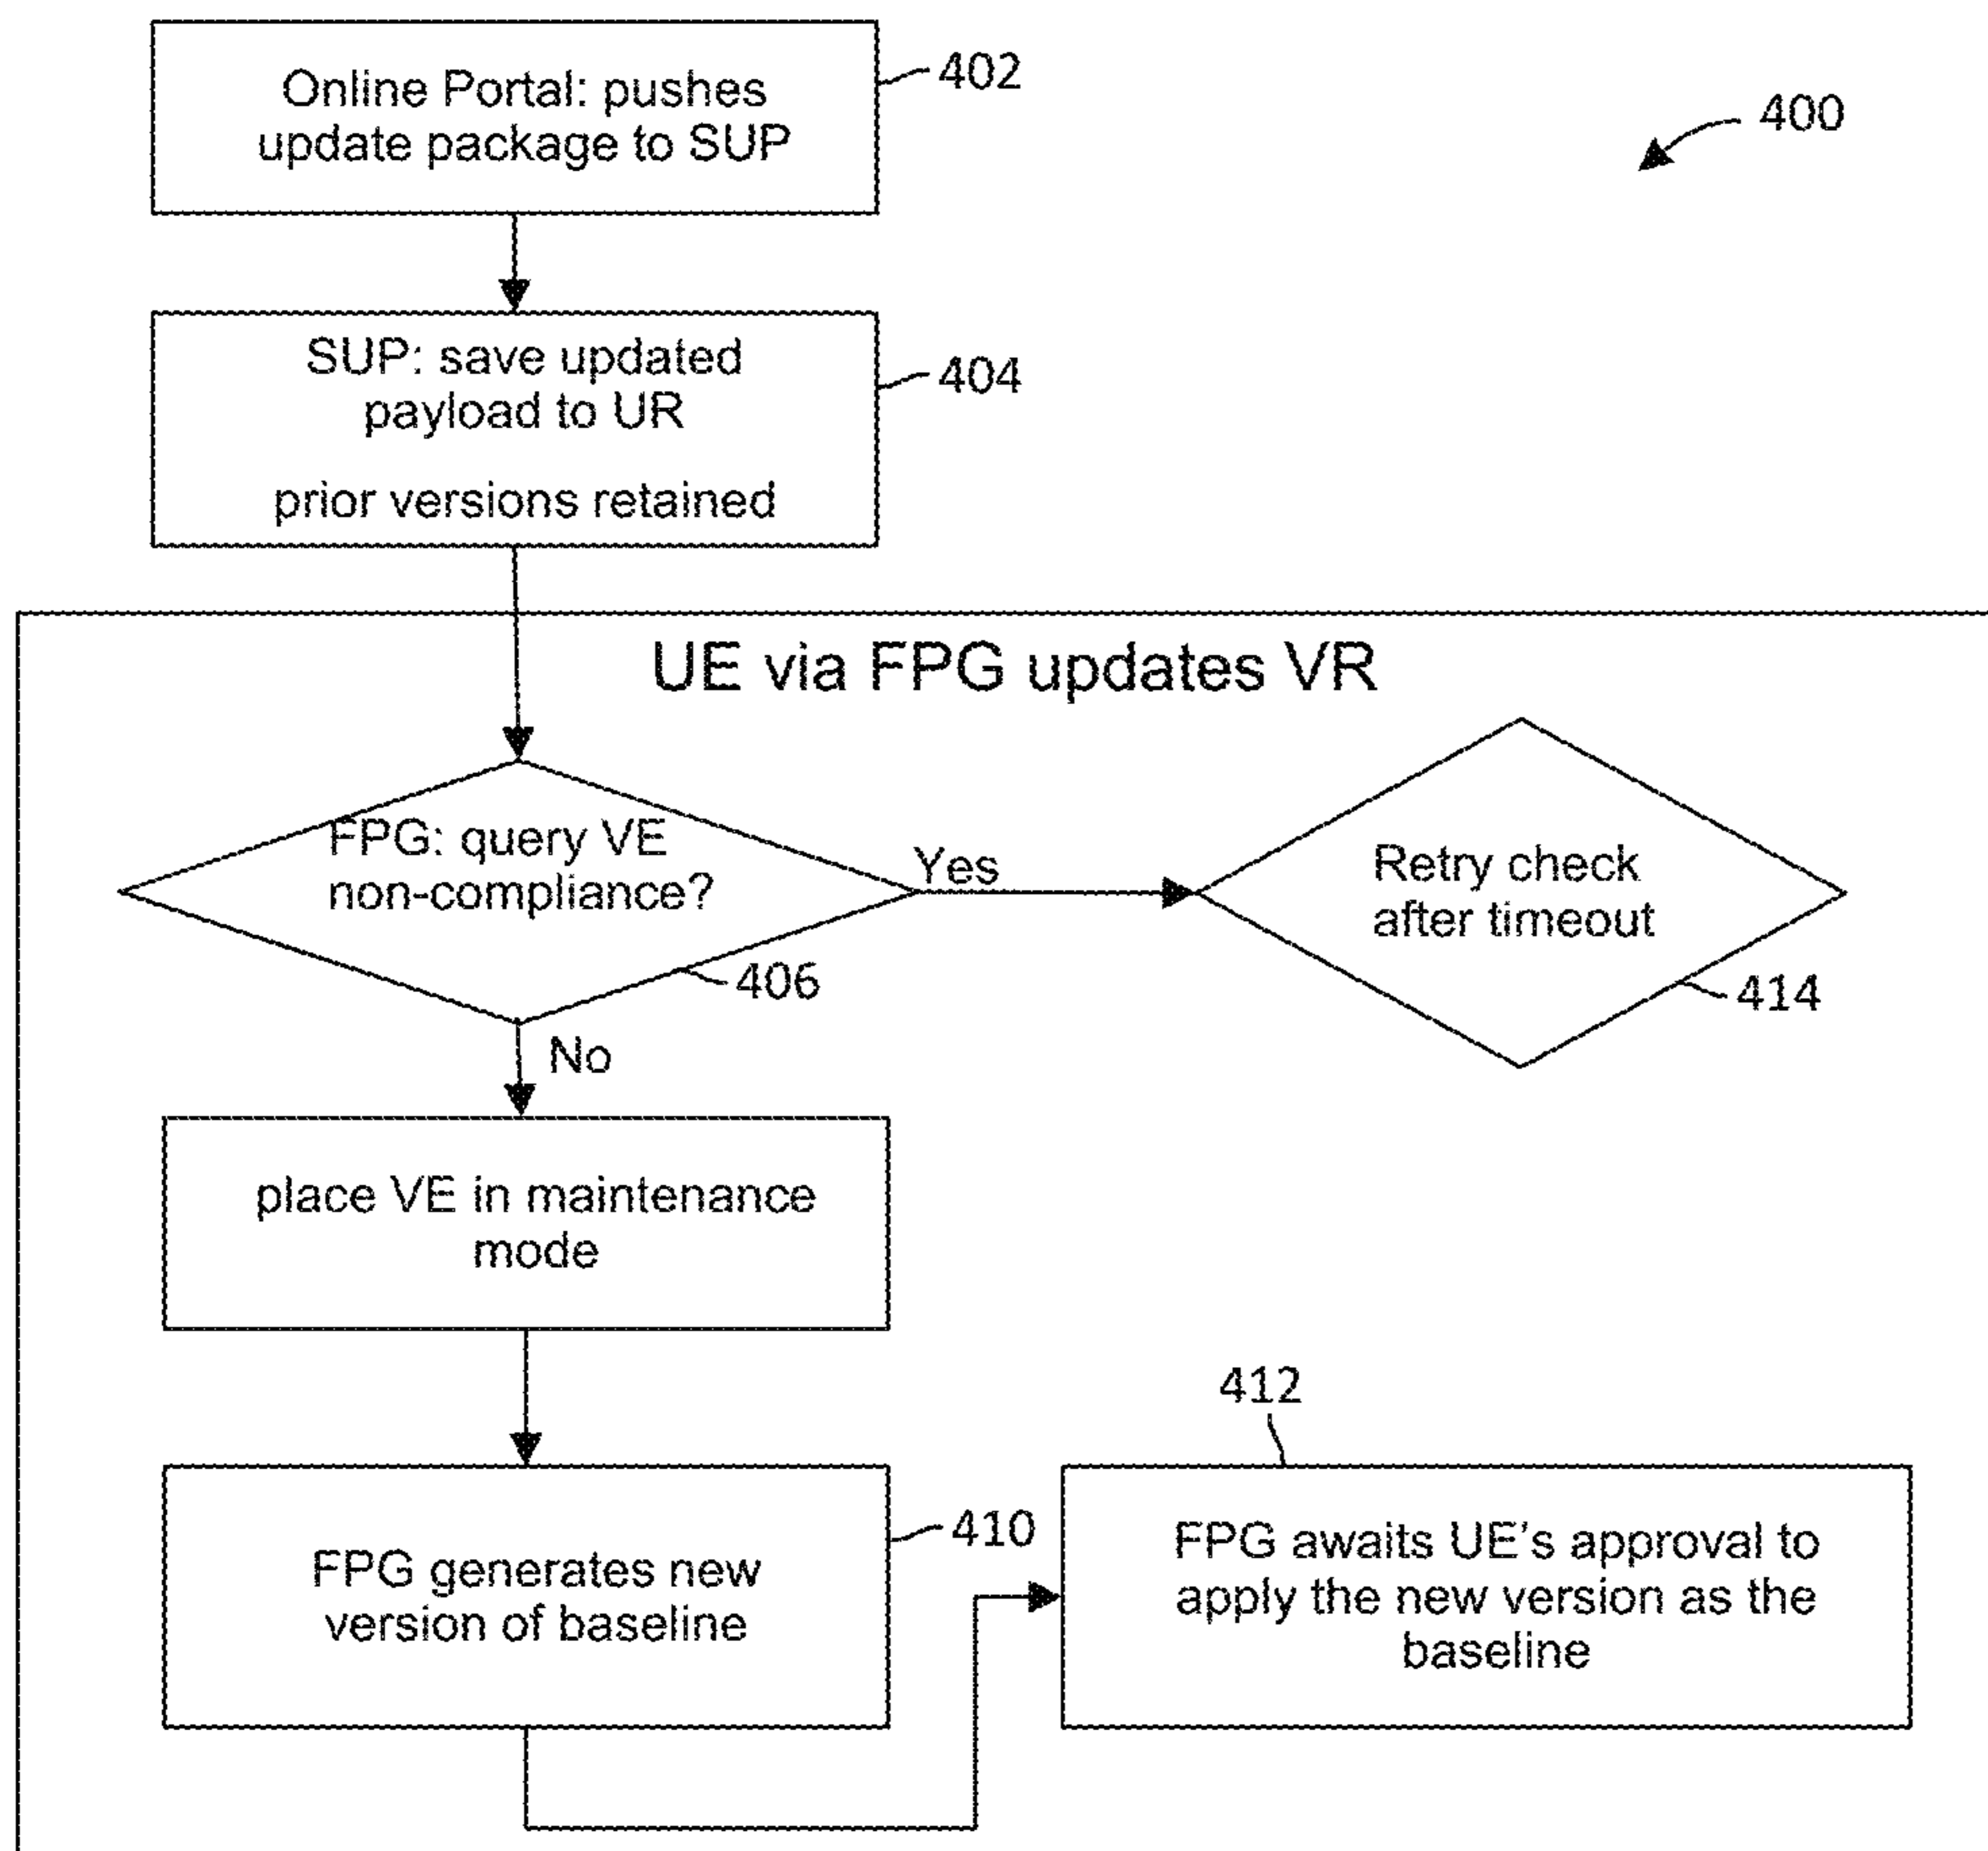 Online Portal: pushes
update package to SUP
402
400
SUP: save updated
payload to UR
prior versions retained
404
UE via FPG updates VR
FPG: query VE
non-compliance?
406
Yes
Retry check
after timeout
414
No
place VE in maintenance
mode
FPG generates new
version of baseline
410
412
FPG awaits UE's approval to
apply the new version as the
baseline